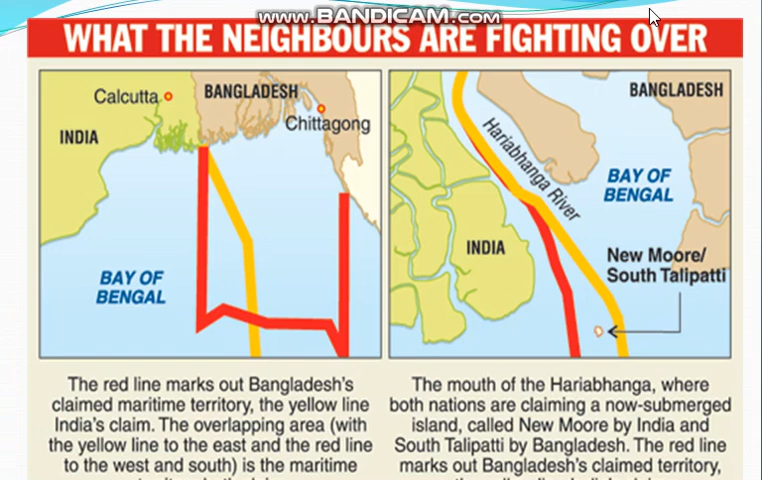 www.BANDICAM.com
WHAT THE NEIGHBOURS ARE FIGHTING OVER
Calcutta
BANGLADESH
Chittagong
INDIA
BAY OF
BENGAL
The red line marks out Bangladesh's
claimed maritime territory, the yellow line
India's claim. The overlapping area (with
the yellow line to the east and the red line
to the west and south) is the maritime
BANGLADESH
Hariabhanga River
BAY OF
BENGAL
INDIA
New Moore/
South Talipatti
The mouth of the Hariabhanga, where
both nations are claiming a now-submerged
island, called New Moore by India and
South Talipatti by Bangladesh. The red line
marks out Bangladesh's claimed territory,